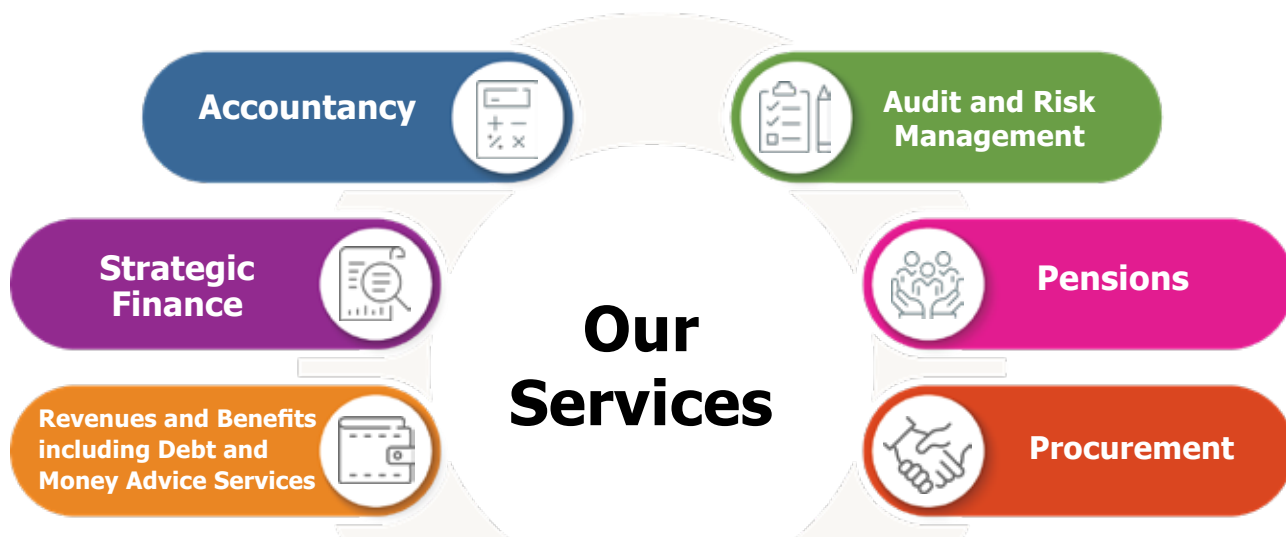 Accountancy
Audit and Risk
Management
Strategic
Finance
Pensions
Our
Services
Revenues and Benefits
including Debt and
Money Advice Services
Procurement